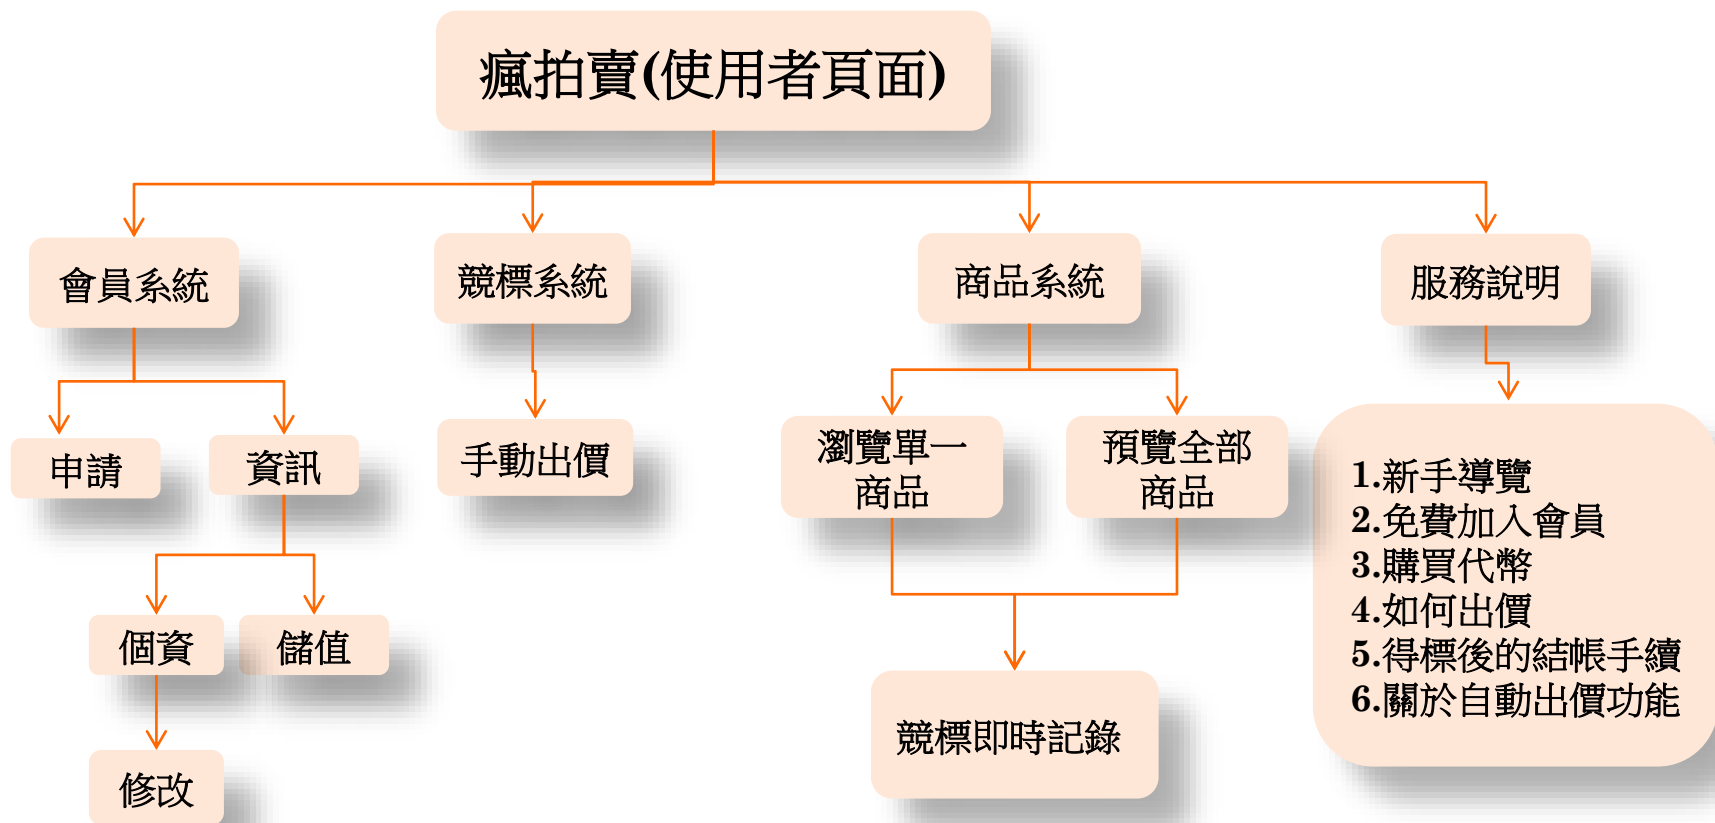 瘋拍賣(使用者頁面)
會員系統
競標系統
商品系統
服務說明
申請
資訊
手動出價
瀏覽單一
商品
預覽全部
商品
1.新手導覽
2.免費加入會員
3.購買代幣
4.如何出價
5.得標後的結帳手續
6.關於自動出價功能
個資
儲值
競標即時記錄
修改